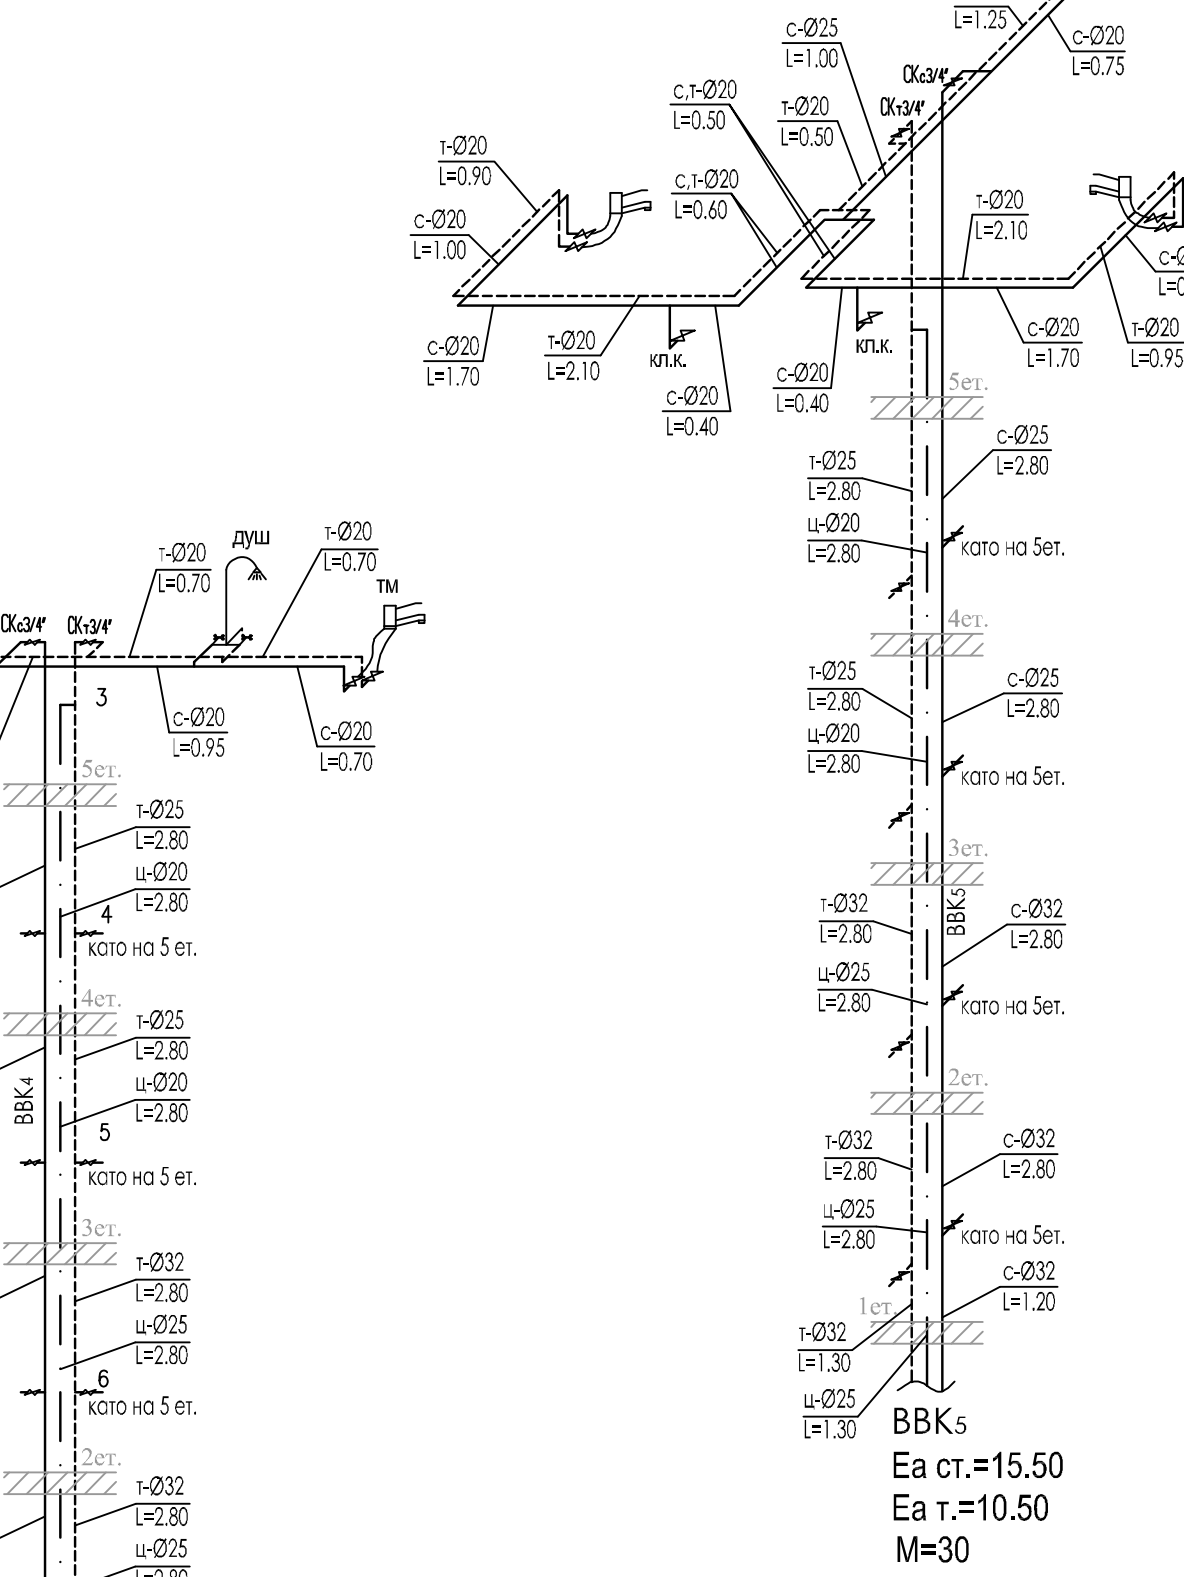 L=1.25
с-Ø20
L=0.75
с-Ø25
L=1.00
СКс3/4"
СКт3/4"
с,т-Ø20
L=0.50
т-Ø20
L=0.50
т-Ø20
L=0.90
с,т-Ø20
L=0.60
с-Ø20
L=1.00
т-Ø20
L=2.10
с-Ø20
L=1.70
т-Ø20
L=2.10
кл.к.
с-Ø20
L=0.40
с-Ø20
L=0.40
кл.к.
с-Ø20
L=1.70
т-Ø20
L=0.95
5ет.
с-Ø25
L=2.80
т-Ø25
L=2.80
ц-Ø20
L=2.80
като на 5ет.
4ет.
т-Ø25
L=2.80
с-Ø25
L=2.80
ц-Ø20
L=2.80
като на 5ет.
3ет.
ВВК5
т-Ø32
L=2.80
с-Ø32
L=2.80
ц-Ø25
L=2.80
като на 5ет.
2ет.
т-Ø32
L=2.80
с-Ø32
L=2.80
ц-Ø25
L=2.80
като на 5ет.
с-Ø32
L=1.20
1ет.
т-Ø32
L=1.30
ц-Ø25
L=1.30
ВВК5
Еа ст.=15.50
Еа т.=10.50
М=30
т-Ø20
L=0.70
душ
т-Ø20
L=0.70
тм
СКс3/4"
СКт3/4"
3
с-Ø20
L=0.95
с-Ø20
L=0.70
5ет.
т-Ø25
L=2.80
ц-Ø20
L=2.80
4
като на 5 ет.
4ет.
т-Ø25
L=2.80
ВВК4
ц-Ø20
L=2.80
5
като на 5 ет.
3ет.
т-Ø32
L=2.80
ц-Ø25
L=2.80
6
като на 5 ет.
2ет.
т-Ø32
L=2.80
ц-Ø25
L=2.80